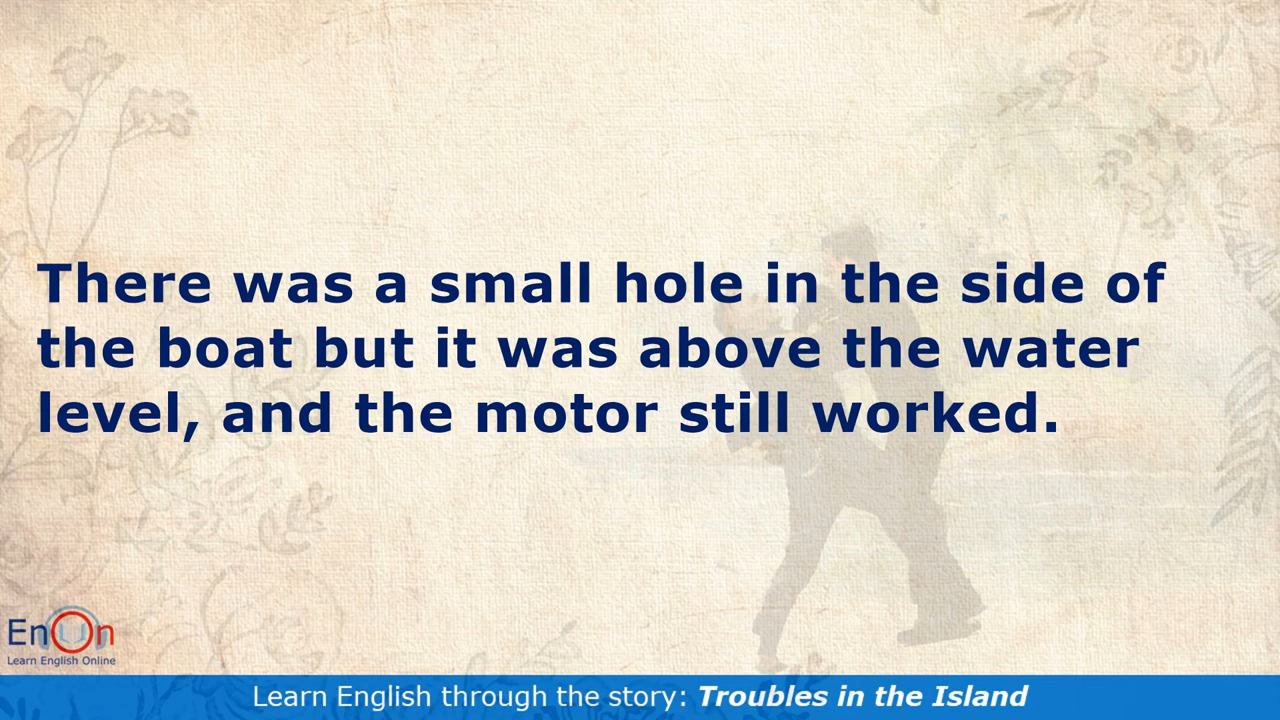 There was a small hole in the side of
the boat but it was above the water
level, and the motor still worked.
EnOn
Learn English Online
Learn English through the story: Troubles in the Island